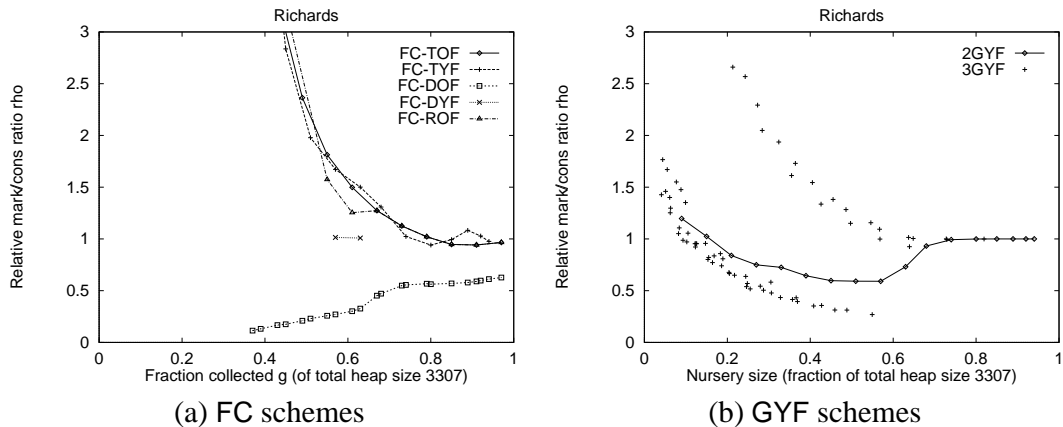 Richards
Relative mark/cons ratio rho
3
2.5
2
1.5
1
0.5
0
FC-TOF
FC-TYF
FC-DOF
FC-DYF
FC-ROF
0 0.2 0.4 0.6 0.8 1
Fraction collected g (of total heap size 3307)
(a) FC schemes
Richards
Relative mark/cons ratio rho
3
2.5
2
1.5
1
0.5
0
2GYF
3GYF
0 0.2 0.4 0.6 0.8 1
Nursery size (fraction of total heap size 3307)
(b) GYF schemes